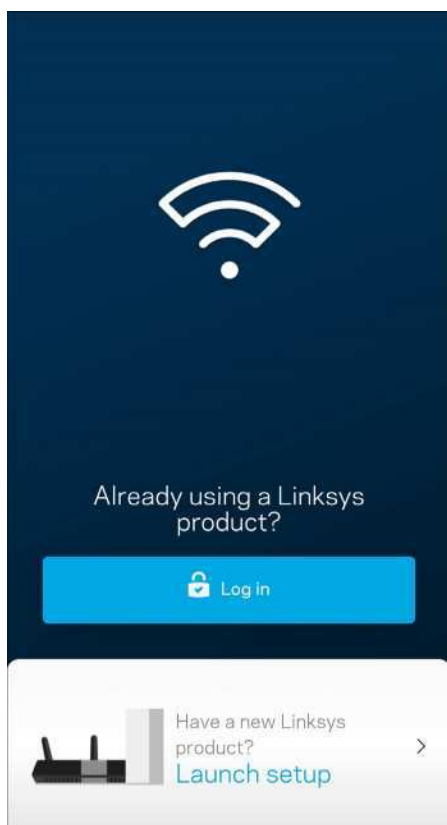 Already using a Linksys
product?
Log in
Have a new Linksys
product?
Launch setup